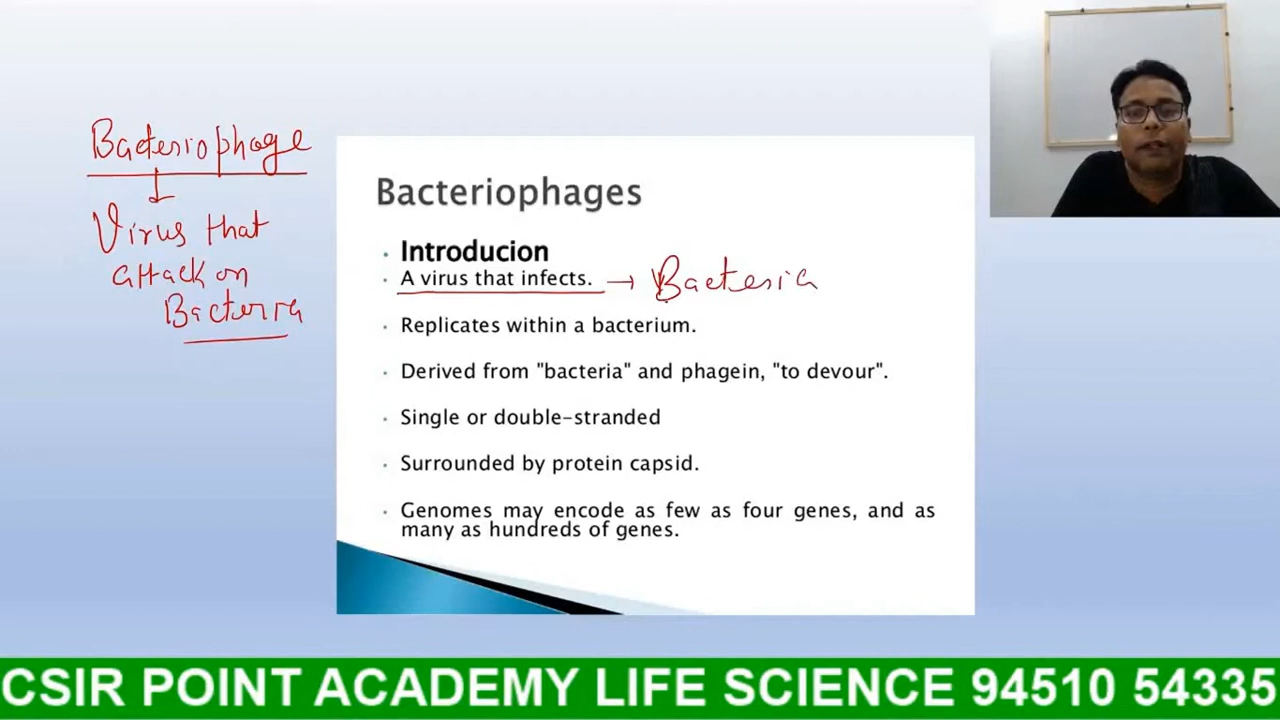 Bacteriophage
Virus that
attack on
Bacteria
Bacteriophages
Introducion
A virus that infects. → Bacteria
Replicates within a bacterium.
Derived from "bacteria" and phagein, "to devour".
Single or double-stranded
Surrounded by protein capsid.
Genomes may encode as few as four genes, and as
many as hundreds of genes.
CSIR POINT ACADEMY LIFE SCIENCE 94510 54335